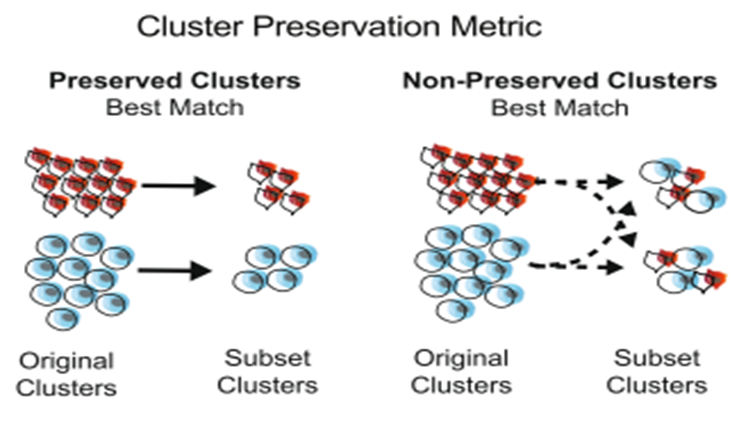 Cluster Preservation Metric
Preserved Clusters
Best Match
Non-Preserved Clusters
Best Match
Original
Clusters
Subset
Clusters
Original
Clusters
Subset
Clusters